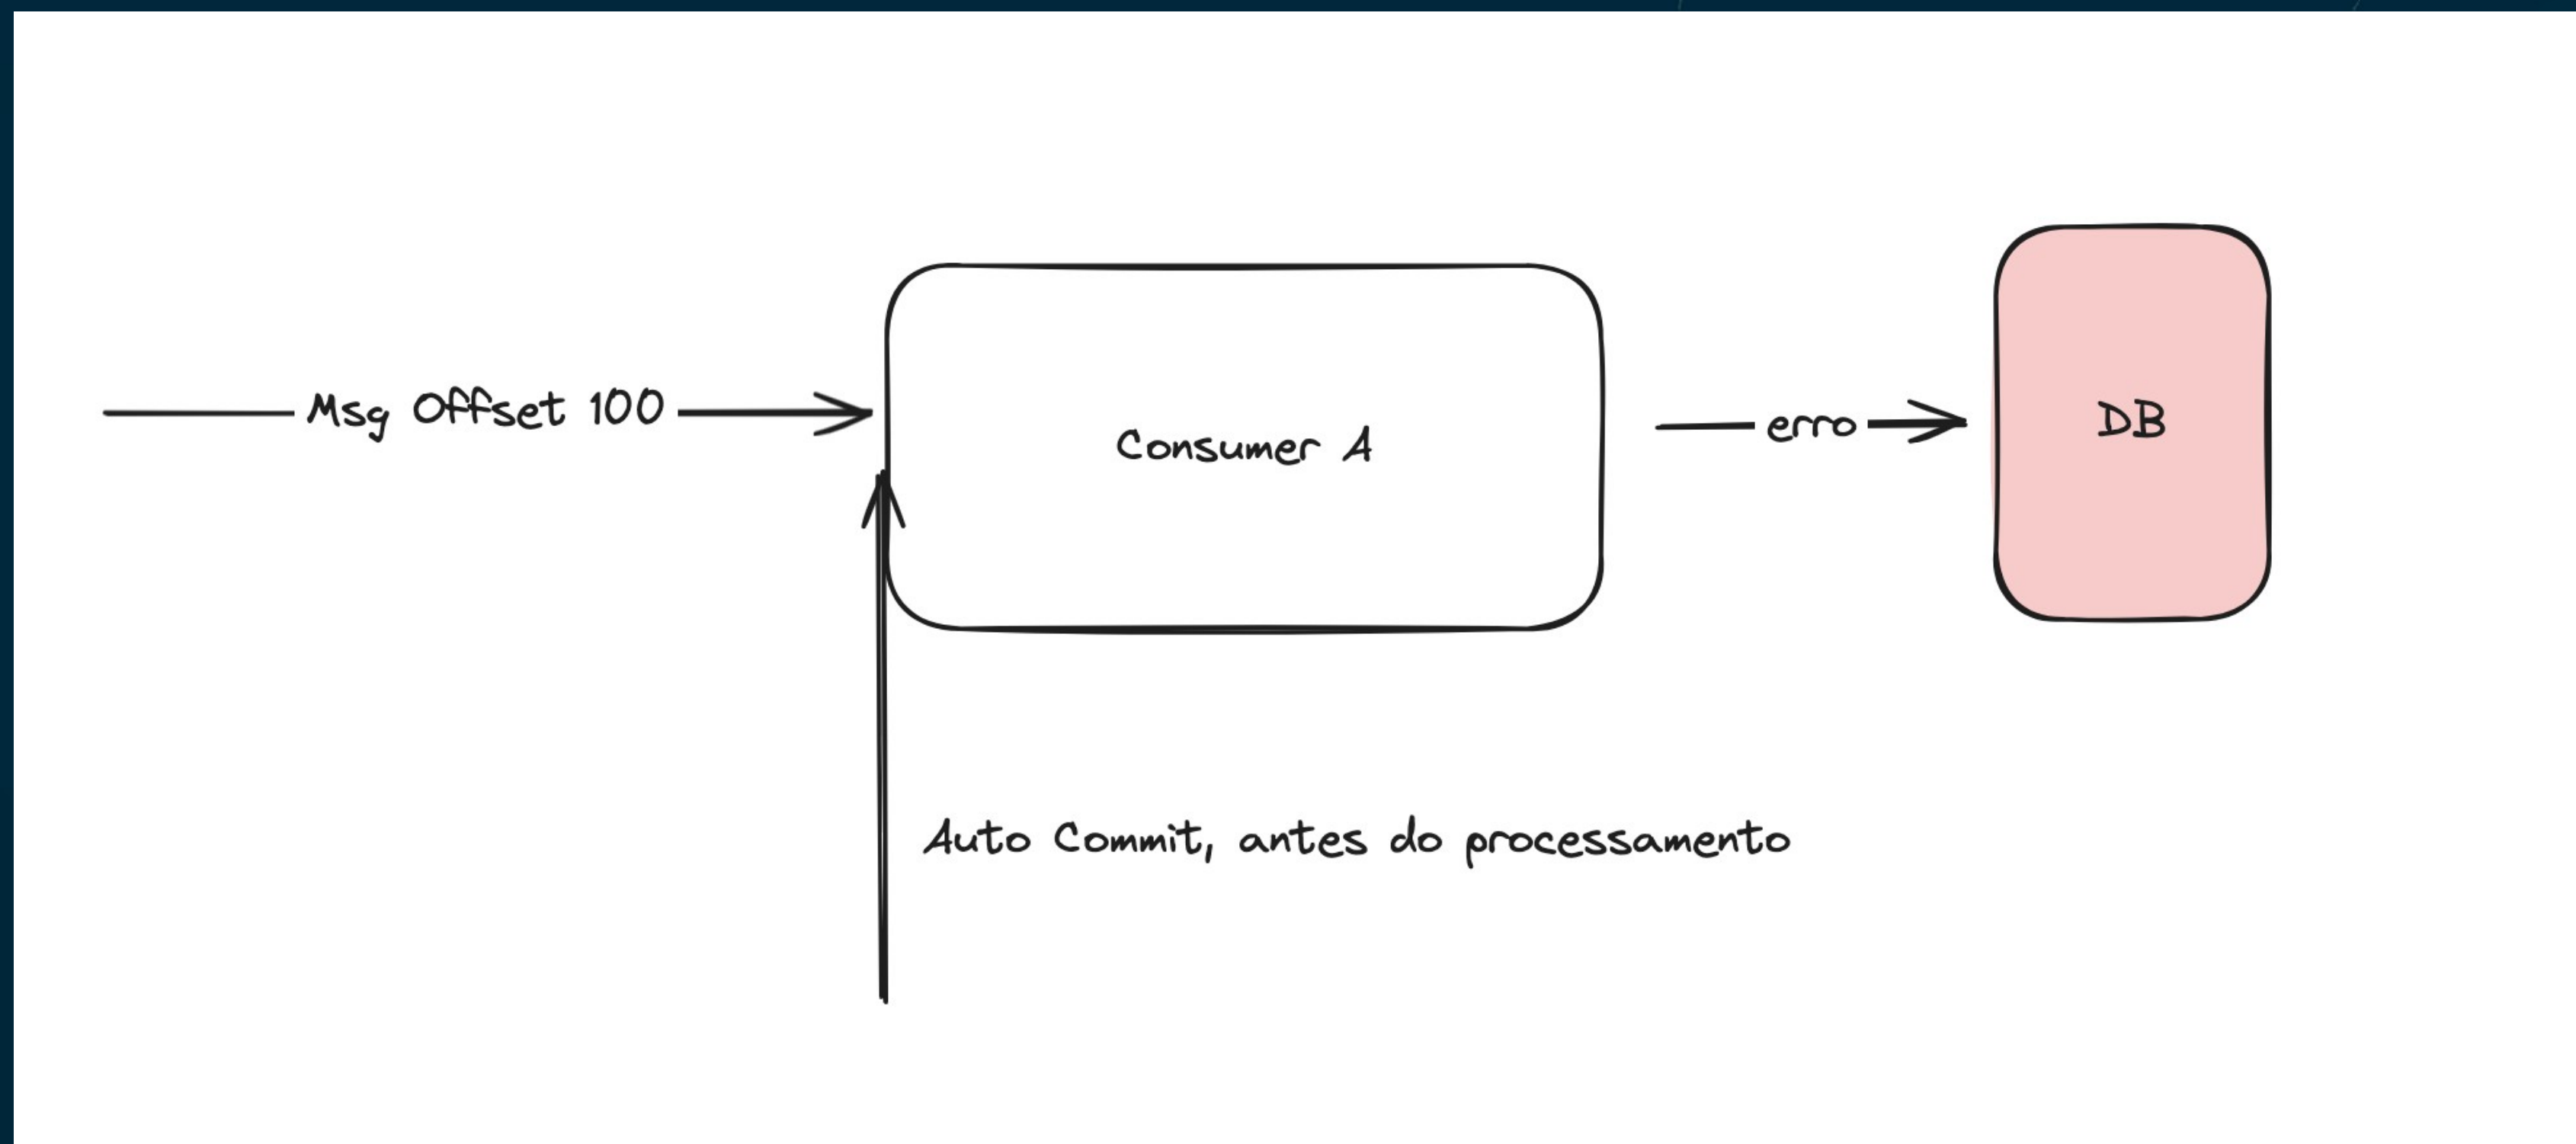 Msg Offset 100
Consumer A
erro
DB
Auto Commit, antes do processamento